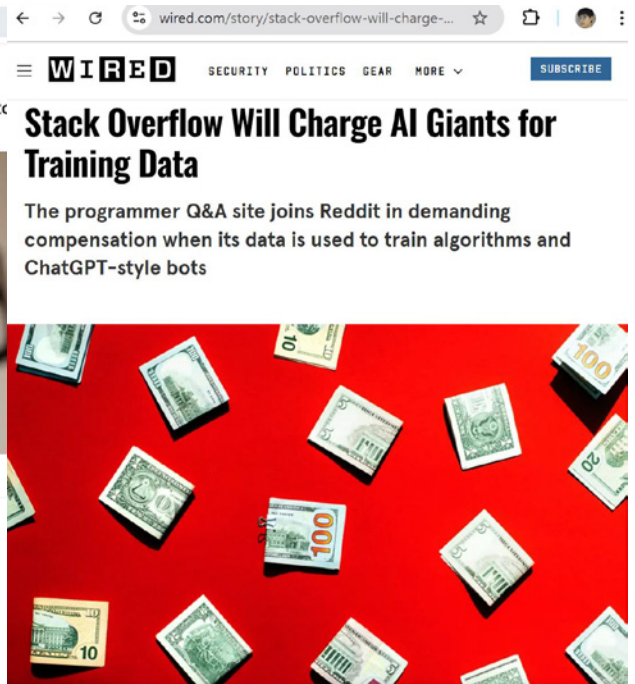 wired.com/story/stack-overflow-will-charge-...
WIRED
SECURITY POLITICS GEAR MORE
SUBSCRIBE
Stack Overflow Will Charge AI Giants for
Training Data
The programmer Q&A site joins Reddit in demanding
compensation when its data is used to train algorithms and
ChatGPT-style bots
10
100
5
20
100
5
10